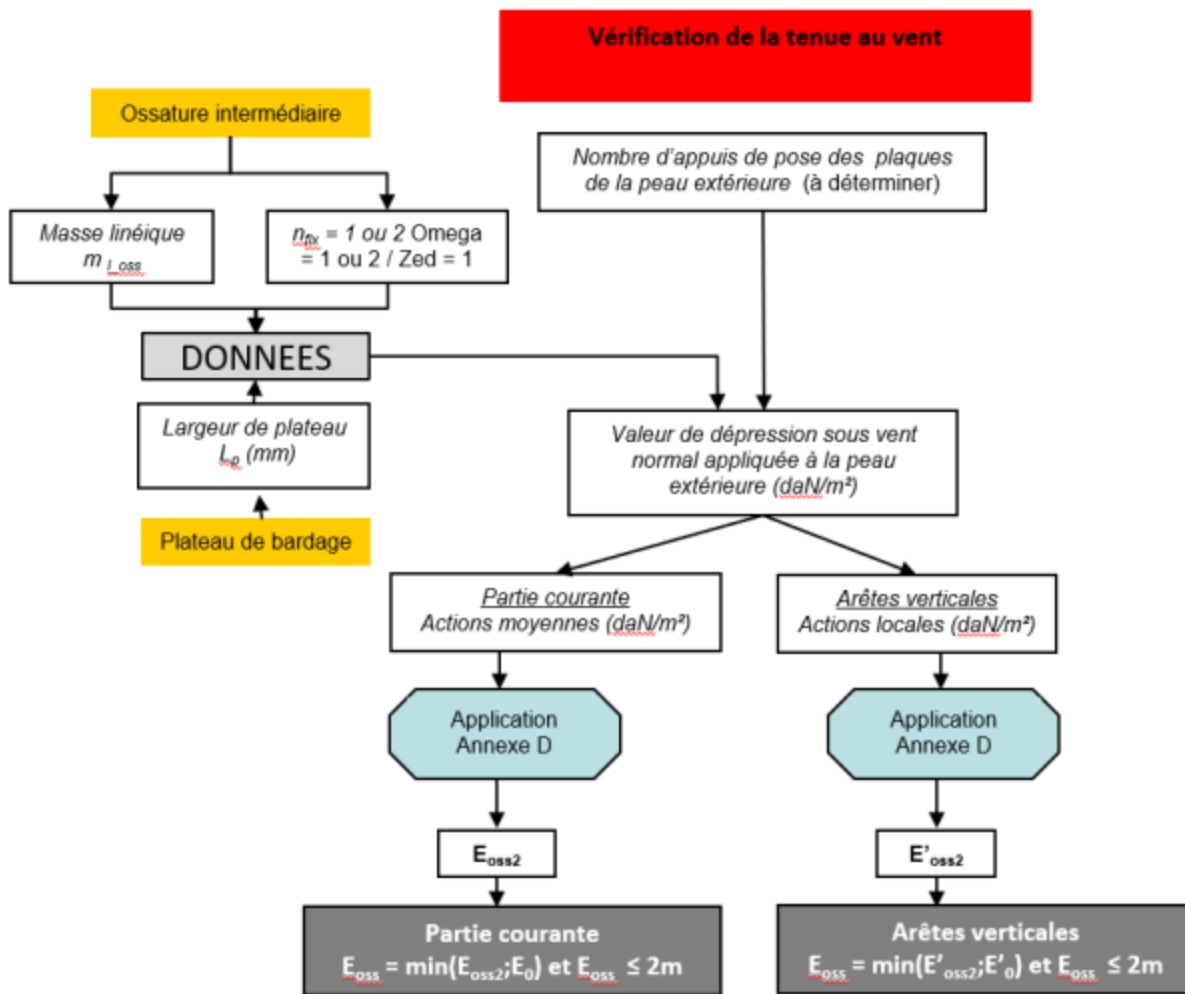 Vérification de la tenue au vent
Ossature intermédiaire
Nombre d'appuis de pose des plaques
de la peau extérieure (à déterminer)
Masse linéique
m l_oss
nfix = 1 ou 2 Omega
= 1 ou 2 / Zed = 1
DONNEES
Largeur de plateau
Lp (mm)
Plateau de bardage
Valeur de dépression sous vent
normal appliquée à la peau
extérieure (daN/m²)
Partie courante
Actions moyennes (daN/m²)
Arêtes verticales
Actions locales (daN/m²)
Application
Annexe D
Application
Annexe D
Eoss2
E'oss2
Partie courante
Eoss = min(Eoss2;E0) et Eoss ≤ 2m
Arêtes verticales
Eoss = min(E'oss2;E'0) et Eoss ≤ 2m